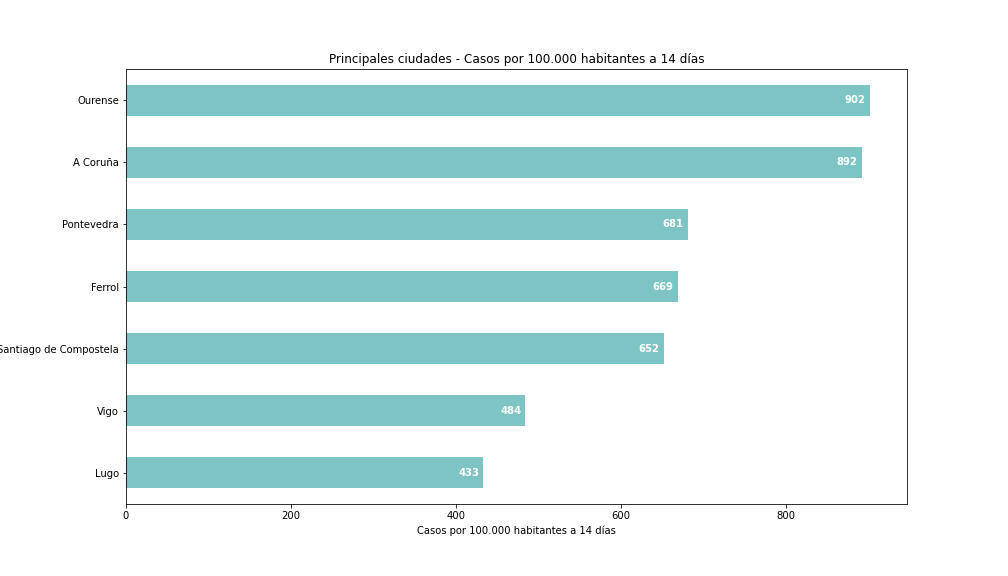 Principales ciudades - Casos por 100.000 habitantes a 14 días
Ourense
902
A Coruña
892
Pontevedra
681
Ferrol
669
Santiago de Compostela
652
Vigo
484
Lugo
433
0 200 400 600 800
Casos por 100.000 habitantes a 14 días